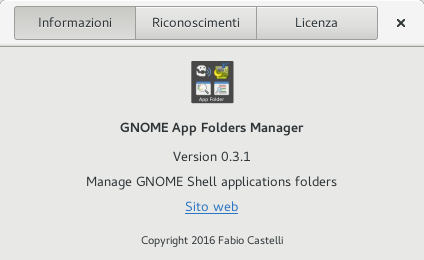 Informazioni
Riconoscimenti
Licenza
App Folder
GNOME App Folders Manager
Version 0.3.1
Manage GNOME Shell applications folders
Sito web
Copyright 2016 Fabio Castelli